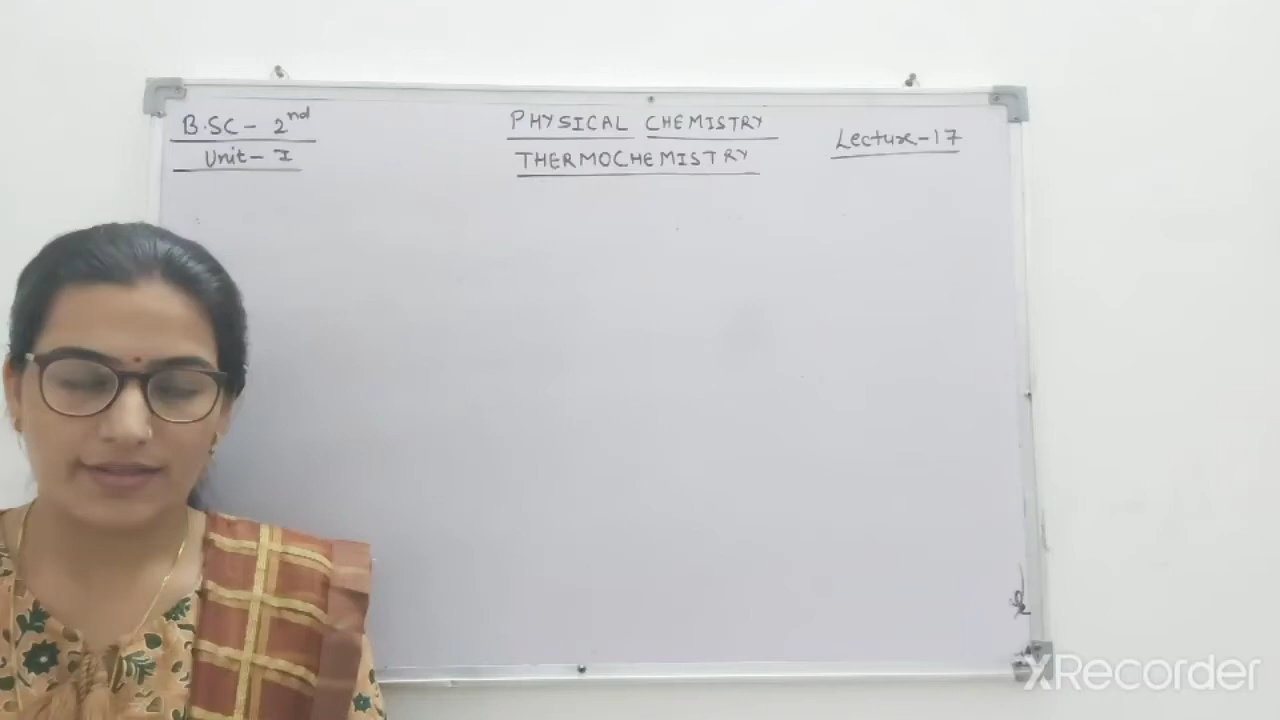 B.SC - 2nd
Unit - I
PHYSICAL CHEMISTRY
THERMOCHEMISTRY
Lecture - 17
XRecorder